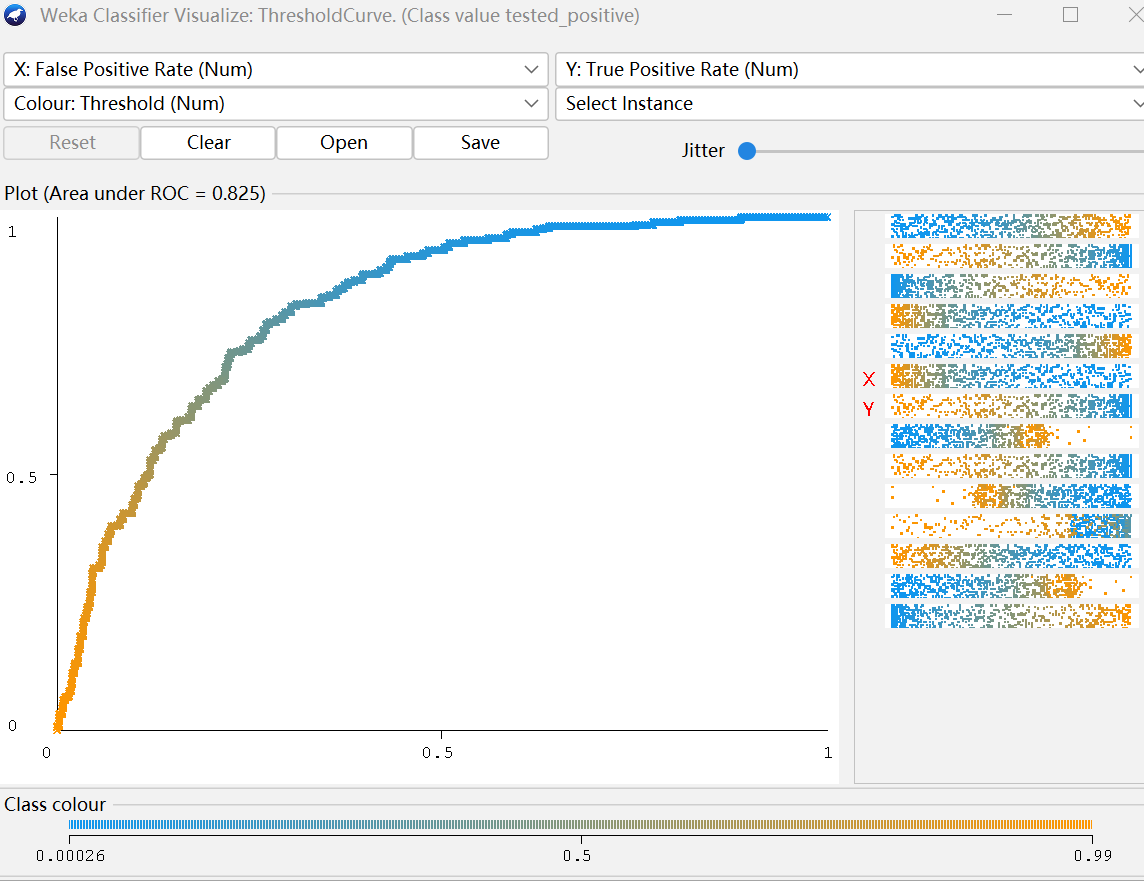 Weka Classifier Visualize: ThresholdCurve. (Class value tested_positive)
X: False Positive Rate (Num) Y: True Positive Rate (Num)
Colour: Threshold (Num) Select Instance
Reset Clear Open Save Jitter
Plot (Area under ROC = 0.825)
1
X
Y
0.5
0
0 0.5 1
Class colour
0.00026 0.5 0.99